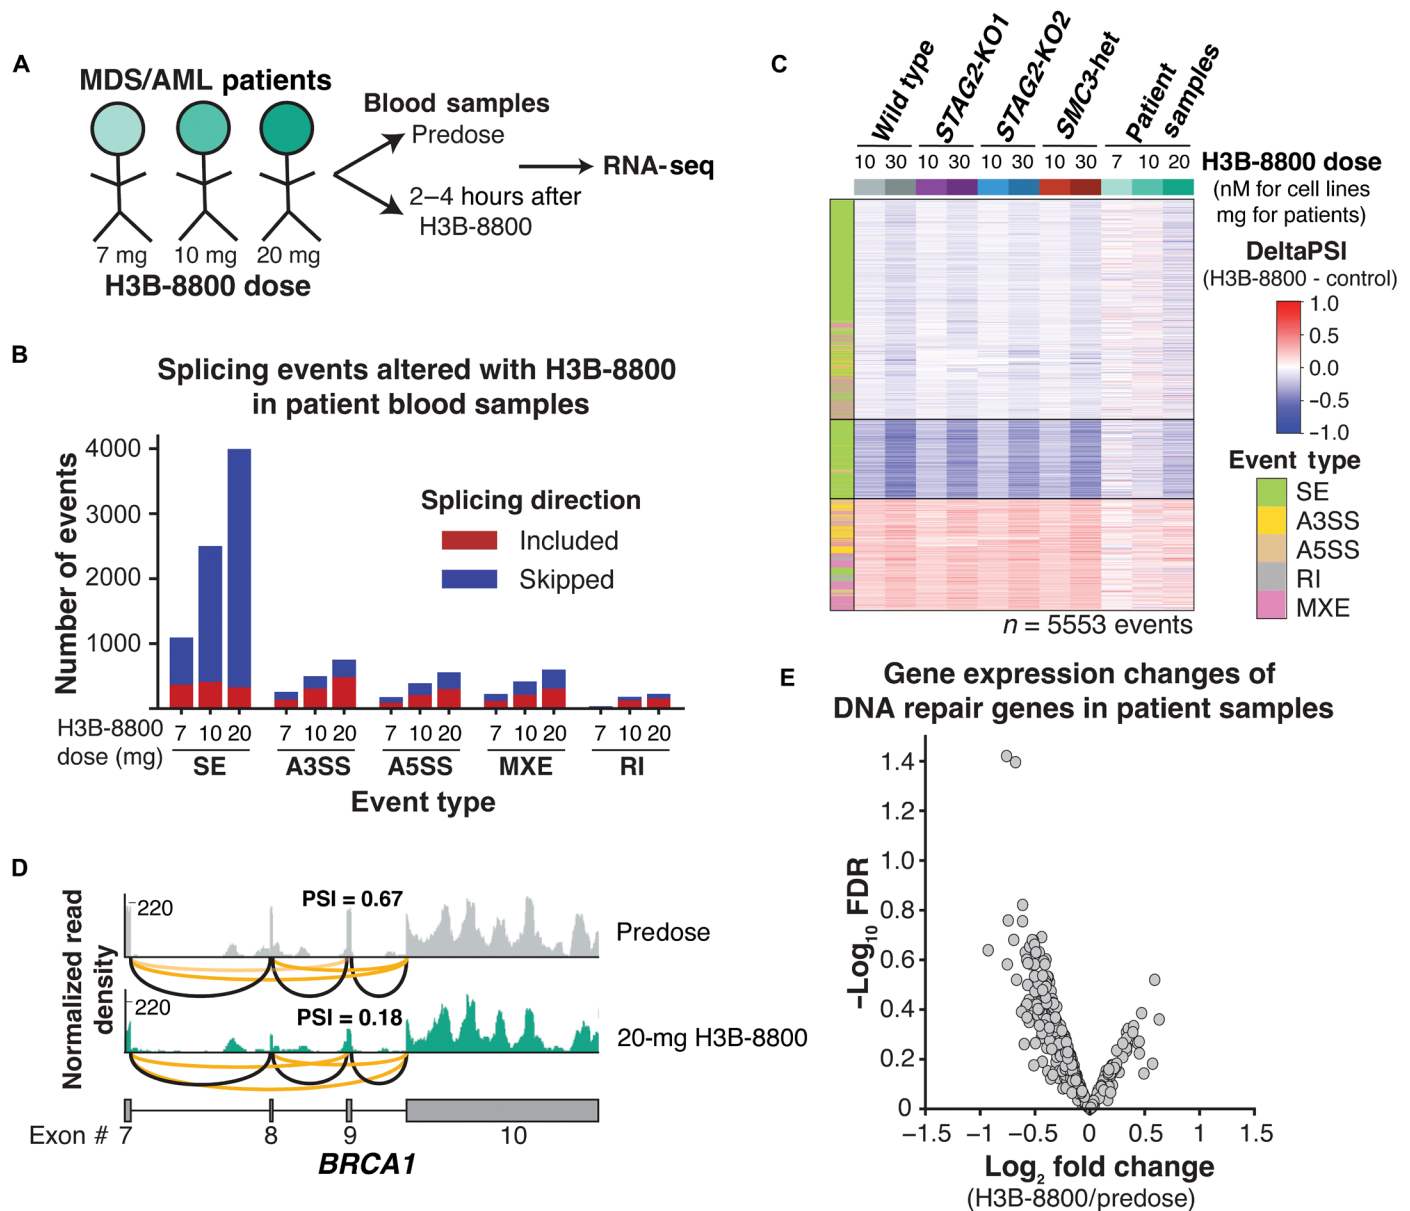 A
MDS/AML patients
7 mg 10 mg 20 mg
H3B-8800 dose
Blood samples
Predose
2–4 hours after
H3B-8800
RNA-seq
B
Splicing events altered with H3B-8800
in patient blood samples
Number of events
4000
3000
2000
1000
Splicing direction
Included
Skipped
H3B-8800
dose (mg)
7 10 20 7 10 20 7 10 20 7 10 20 7 10 20
SE A3SS A5SS MXE RI
Event type
C
Wild type
STAG2-KO1
STAG2-KO2
SMC3-het
Patient
samples
10 30 10 30 10 30 10 30 7 10 20
H3B-8800 dose
(nM for cell lines
mg for patients)
DeltaPSI
(H3B-8800 - control)
1.0
0.5
0.0
−0.5
−1.0
Event type
SE
A3SS
A5SS
RI
MXE
n = 5553 events
D
Normalized read
density
220
PSI = 0.67
Predose
220
PSI = 0.18
20-mg H3B-8800
Exon # 7 8 9 10
BRCA1
E
Gene expression changes of
DNA repair genes in patient samples
−Log10 FDR
1.4
1.2
1.0
0.8
0.6
0.4
0.2
0
−1.5 −1 −0.5 0 0.5 1 1.5
Log2 fold change
(H3B-8800/predose)